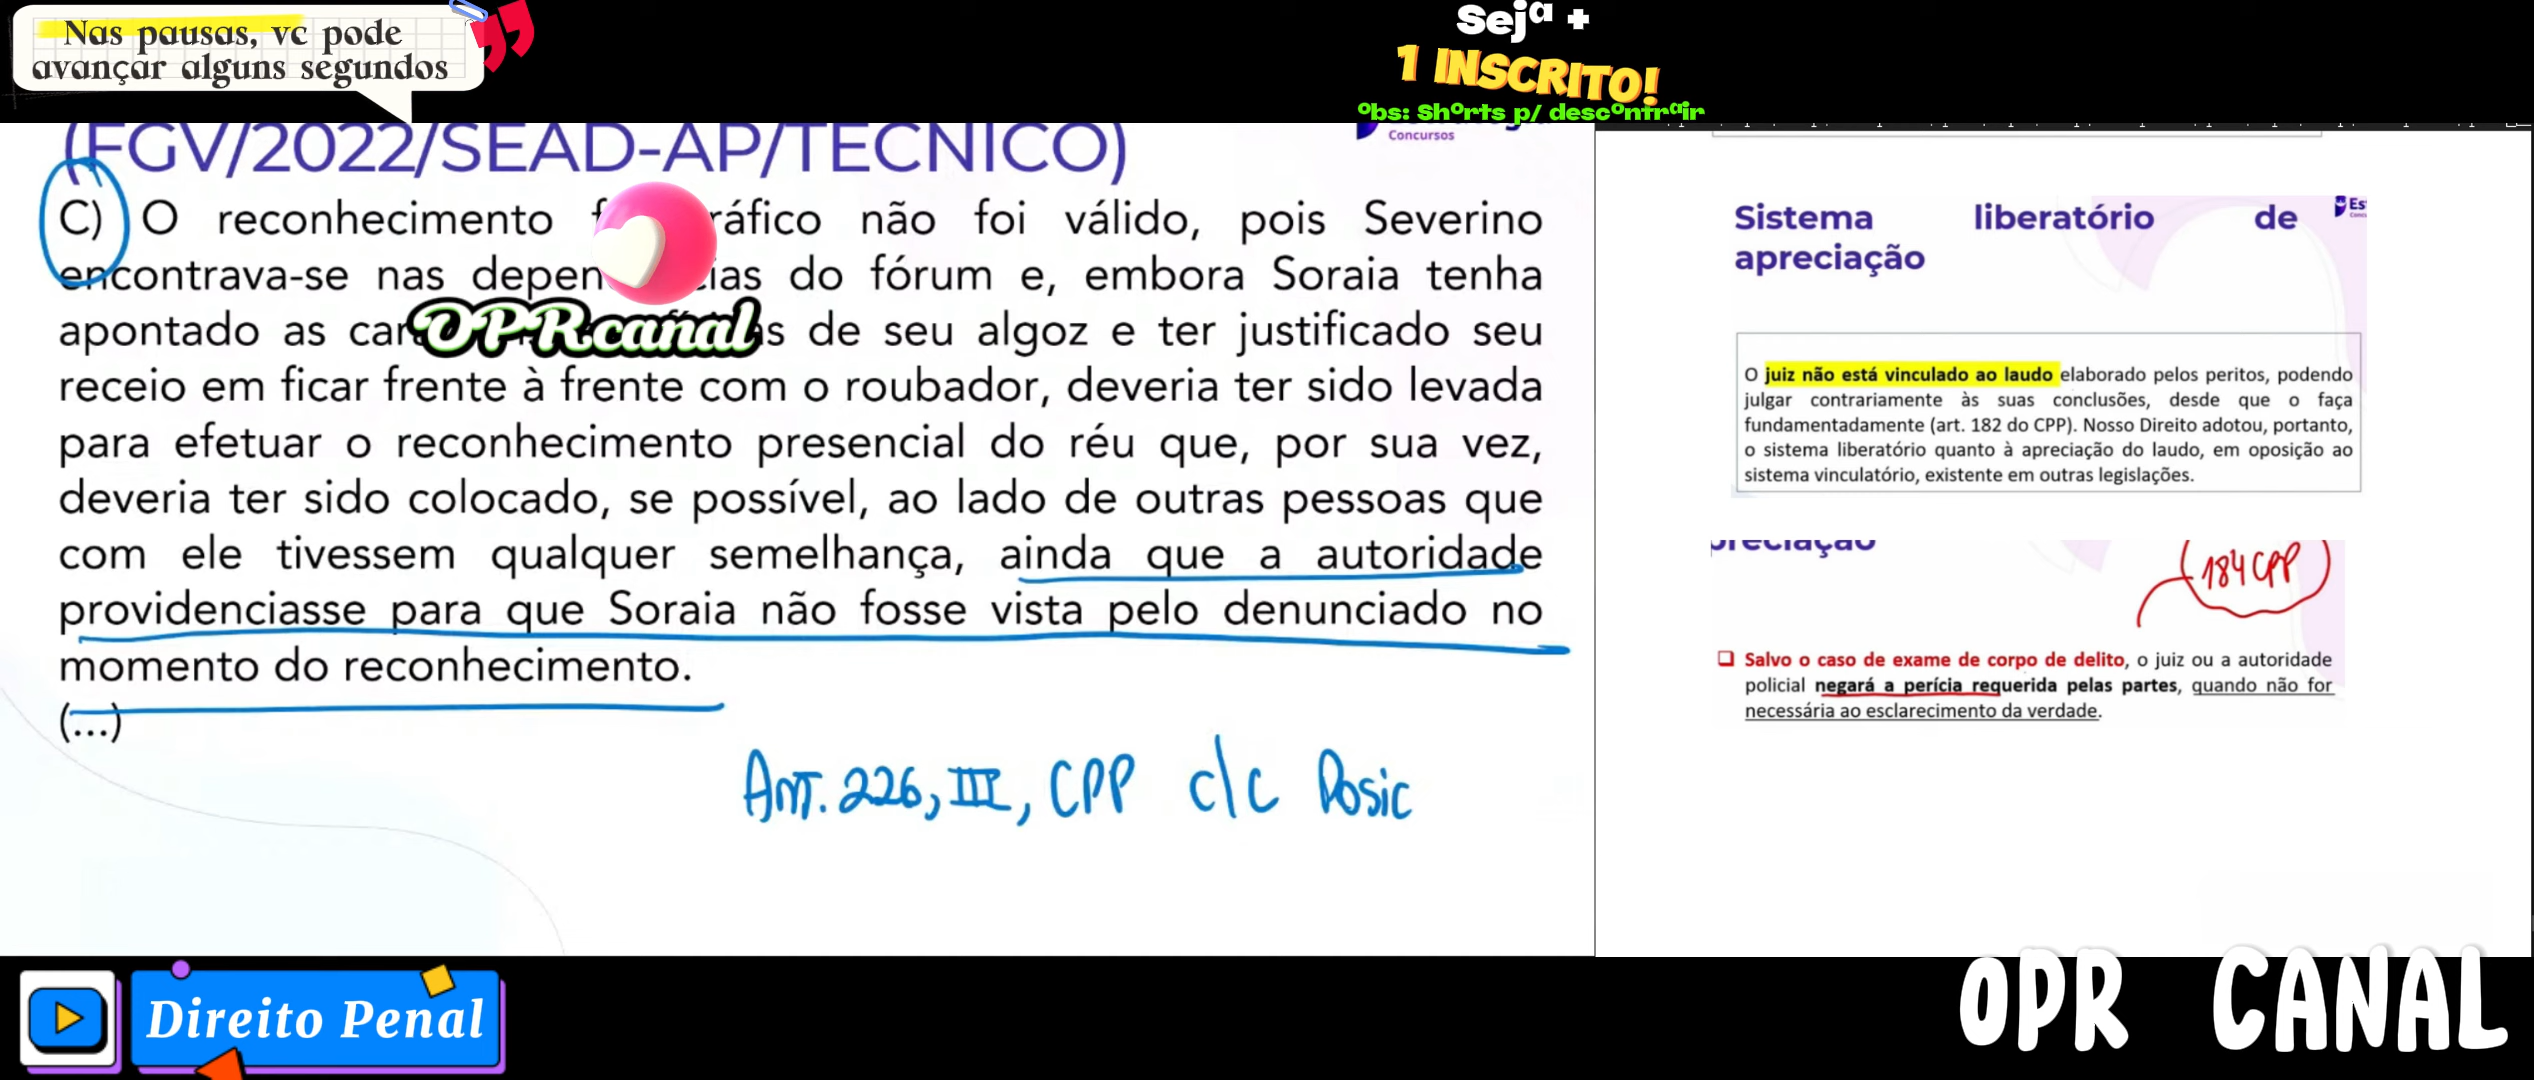 Nas pausas, vc pode
avançar alguns segundos
Seja +
1 INSCRITO!
Obs: Shorts p/ descontrair
(FGV/2022/SEAD-AP/TECNICO)
Concursos
C) O reconhecimento ráfico não foi válido, pois Severino
encontrava-se nas depen ias do fórum e, embora Soraia tenha
apontado as car s de seu algoz e ter justificado seu
OPRcanal
receio em ficar frente à frente com o roubador, deveria ter sido levada
para efetuar o reconhecimento presencial do réu que, por sua vez,
deveria ter sido colocado, se possível, ao lado de outras pessoas que
com ele tivessem qualquer semelhança, ainda que a autoridade
providenciasse para que Soraia não fosse vista pelo denunciado no
momento do reconhecimento.
(...)
Art. 226, III, CPP c/c Posic
Sistema liberatório de
apreciação
Es
O juiz não está vinculado ao laudo elaborado pelos peritos, podendo
julgar contrariamente às suas conclusões, desde que o faça
fundamentadamente (art. 182 do CPP). Nosso Direito adotou, portanto,
o sistema liberatório quanto à apreciação do laudo, em oposição ao
sistema vinculatório, existente em outras legislações.
preciação
184 CPP
Salvo o caso de exame de corpo de delito, o juiz ou a autoridade
policial negará a perícia requerida pelas partes, quando não for
necessária ao esclarecimento da verdade.
Direito Penal
OPR CANAL